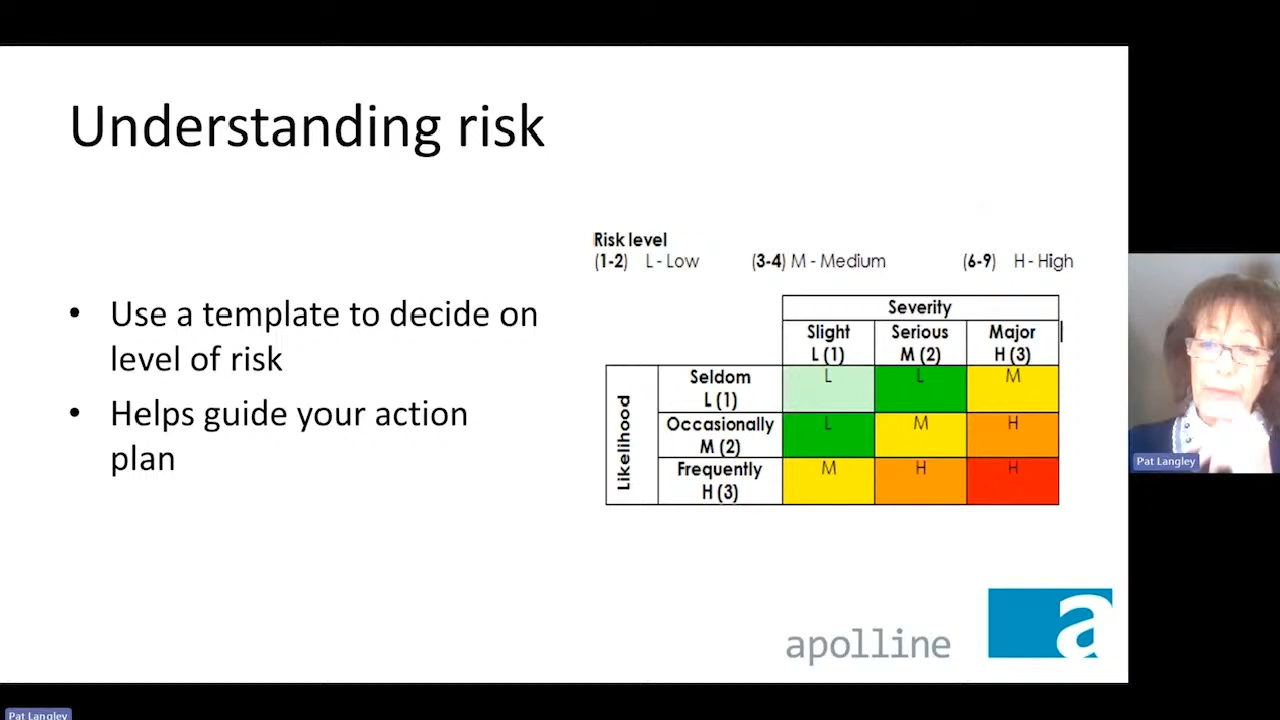 Understanding risk
• Use a template to decide on
level of risk
• Helps guide your action
plan
Risk level
(1-2) L - Low (3-4) M - Medium (6-9) H - High
Severity
Slight Serious Major
L (1) M (2) H (3)
Likelihood
Seldom L L M
L (1)
Occasionally L M H
M (2)
Frequently M H H
H (3)
apolline a
Pat Langley
Pat Langley